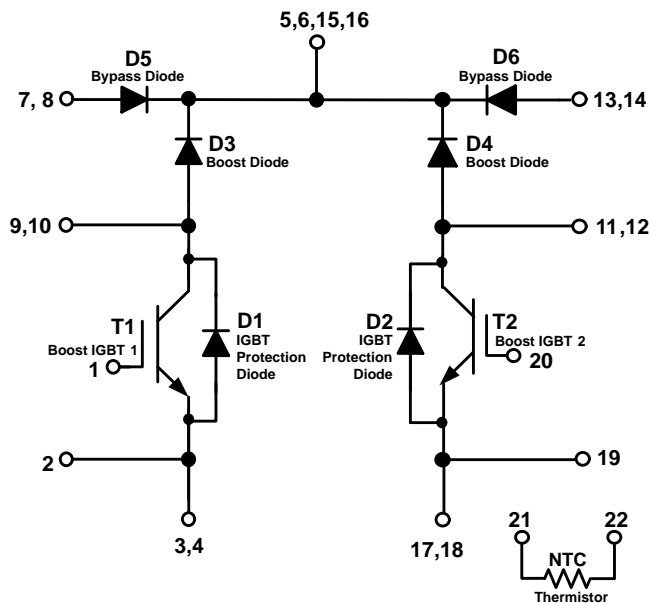 5,6,15,16
D5
Bypass Diode
D6
Bypass Diode
7, 8
13,14
D3
Boost Diode
D4
Boost Diode
9,10
11,12
T1
Boost IGBT 1
1
D1
IGBT
Protection
Diode
D2
IGBT
Protection
Diode
T2
Boost IGBT 2
20
2
19
3,4
17,18
21
22
NTC
Thermistor